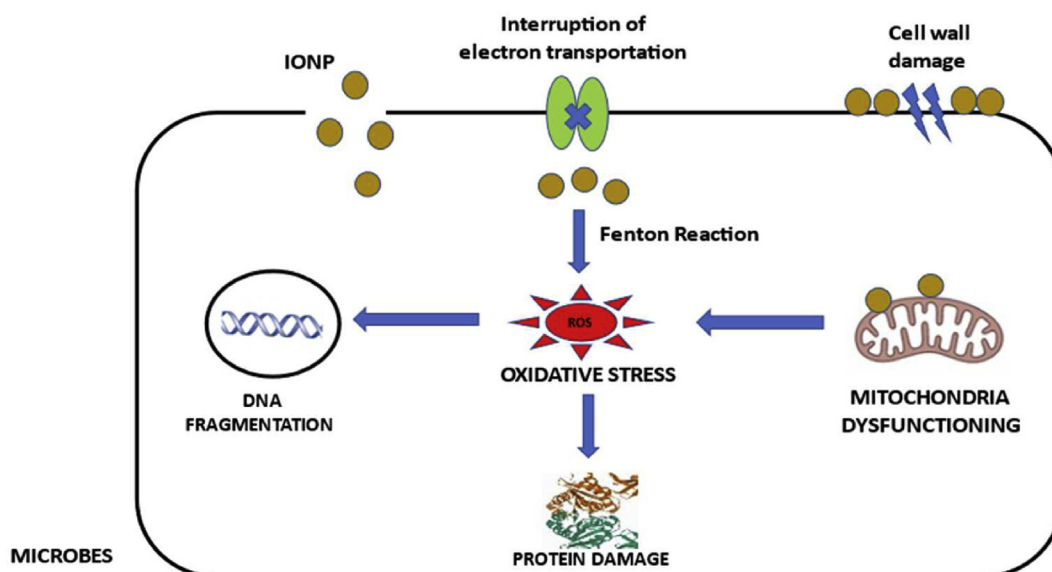 Interruption of
electron transportation
Cell wall
damage
IONP
Fenton Reaction
ROS
OXIDATIVE STRESS
DNA
FRAGMENTATION
MITOCHONDRIA
DYSFUNCTIONING
PROTEIN DAMAGE
MICROBES